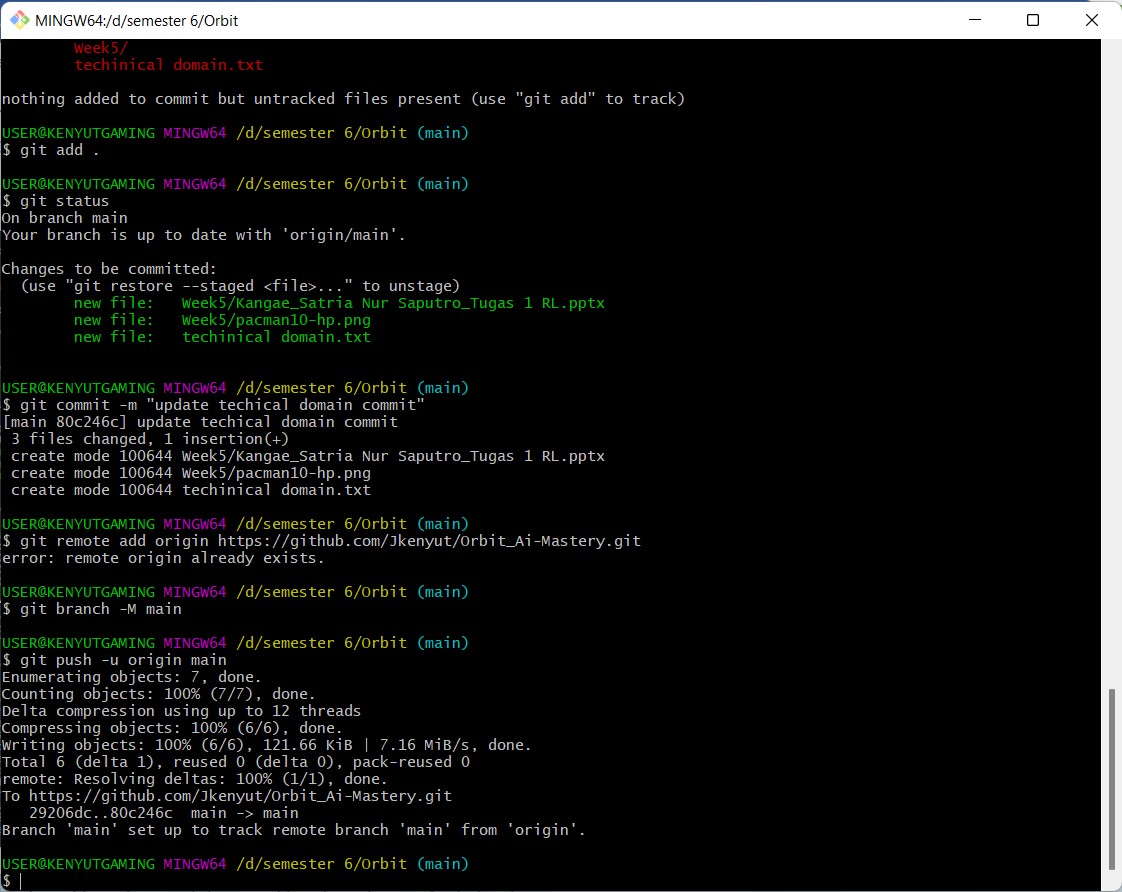 MINGW64:/d/semester 6/Orbit
Week5/
techinical domain.txt
nothing added to commit but untracked files present (use "git add" to track)
USER@KENYUTGAMING MINGW64 /d/semester 6/Orbit (main)
$ git add .
USER@KENYUTGAMING MINGW64 /d/semester 6/Orbit (main)
$ git status
On branch main
Your branch is up to date with 'origin/main'.
Changes to be committed:
(use "git restore --staged <file>..." to unstage)
new file: Week5/Kangae_Satria Nur Saputro_Tugas 1 RL.pptx
new file: Week5/pacman10-hp.png
new file: techinical domain.txt
USER@KENYUTGAMING MINGW64 /d/semester 6/Orbit (main)
$ git commit -m "update techical domain commit"
[main 80c246c] update techical domain commit
3 files changed, 1 insertion(+)
create mode 100644 Week5/Kangae_Satria Nur Saputro_Tugas 1 RL.pptx
create mode 100644 Week5/pacman10-hp.png
create mode 100644 techinical domain.txt
USER@KENYUTGAMING MINGW64 /d/semester 6/Orbit (main)
$ git remote add origin https://github.com/Jkenyut/Orbit_Ai-Mastery.git
error: remote origin already exists.
USER@KENYUTGAMING MINGW64 /d/semester 6/Orbit (main)
$ git branch -M main
USER@KENYUTGAMING MINGW64 /d/semester 6/Orbit (main)
$ git push -u origin main
Enumerating objects: 7, done.
Counting objects: 100% (7/7), done.
Delta compression using up to 12 threads
Compressing objects: 100% (6/6), done.
Writing objects: 100% (6/6), 121.66 KiB | 7.16 MiB/s, done.
Total 6 (delta 1), reused 0 (delta 0), pack-reused 0
remote: Resolving deltas: 100% (1/1), done.
To https://github.com/Jkenyut/Orbit_Ai-Mastery.git
29206dc..80c246c main -> main
Branch 'main' set up to track remote branch 'main' from 'origin'.
USER@KENYUTGAMING MINGW64 /d/semester 6/Orbit (main)
$